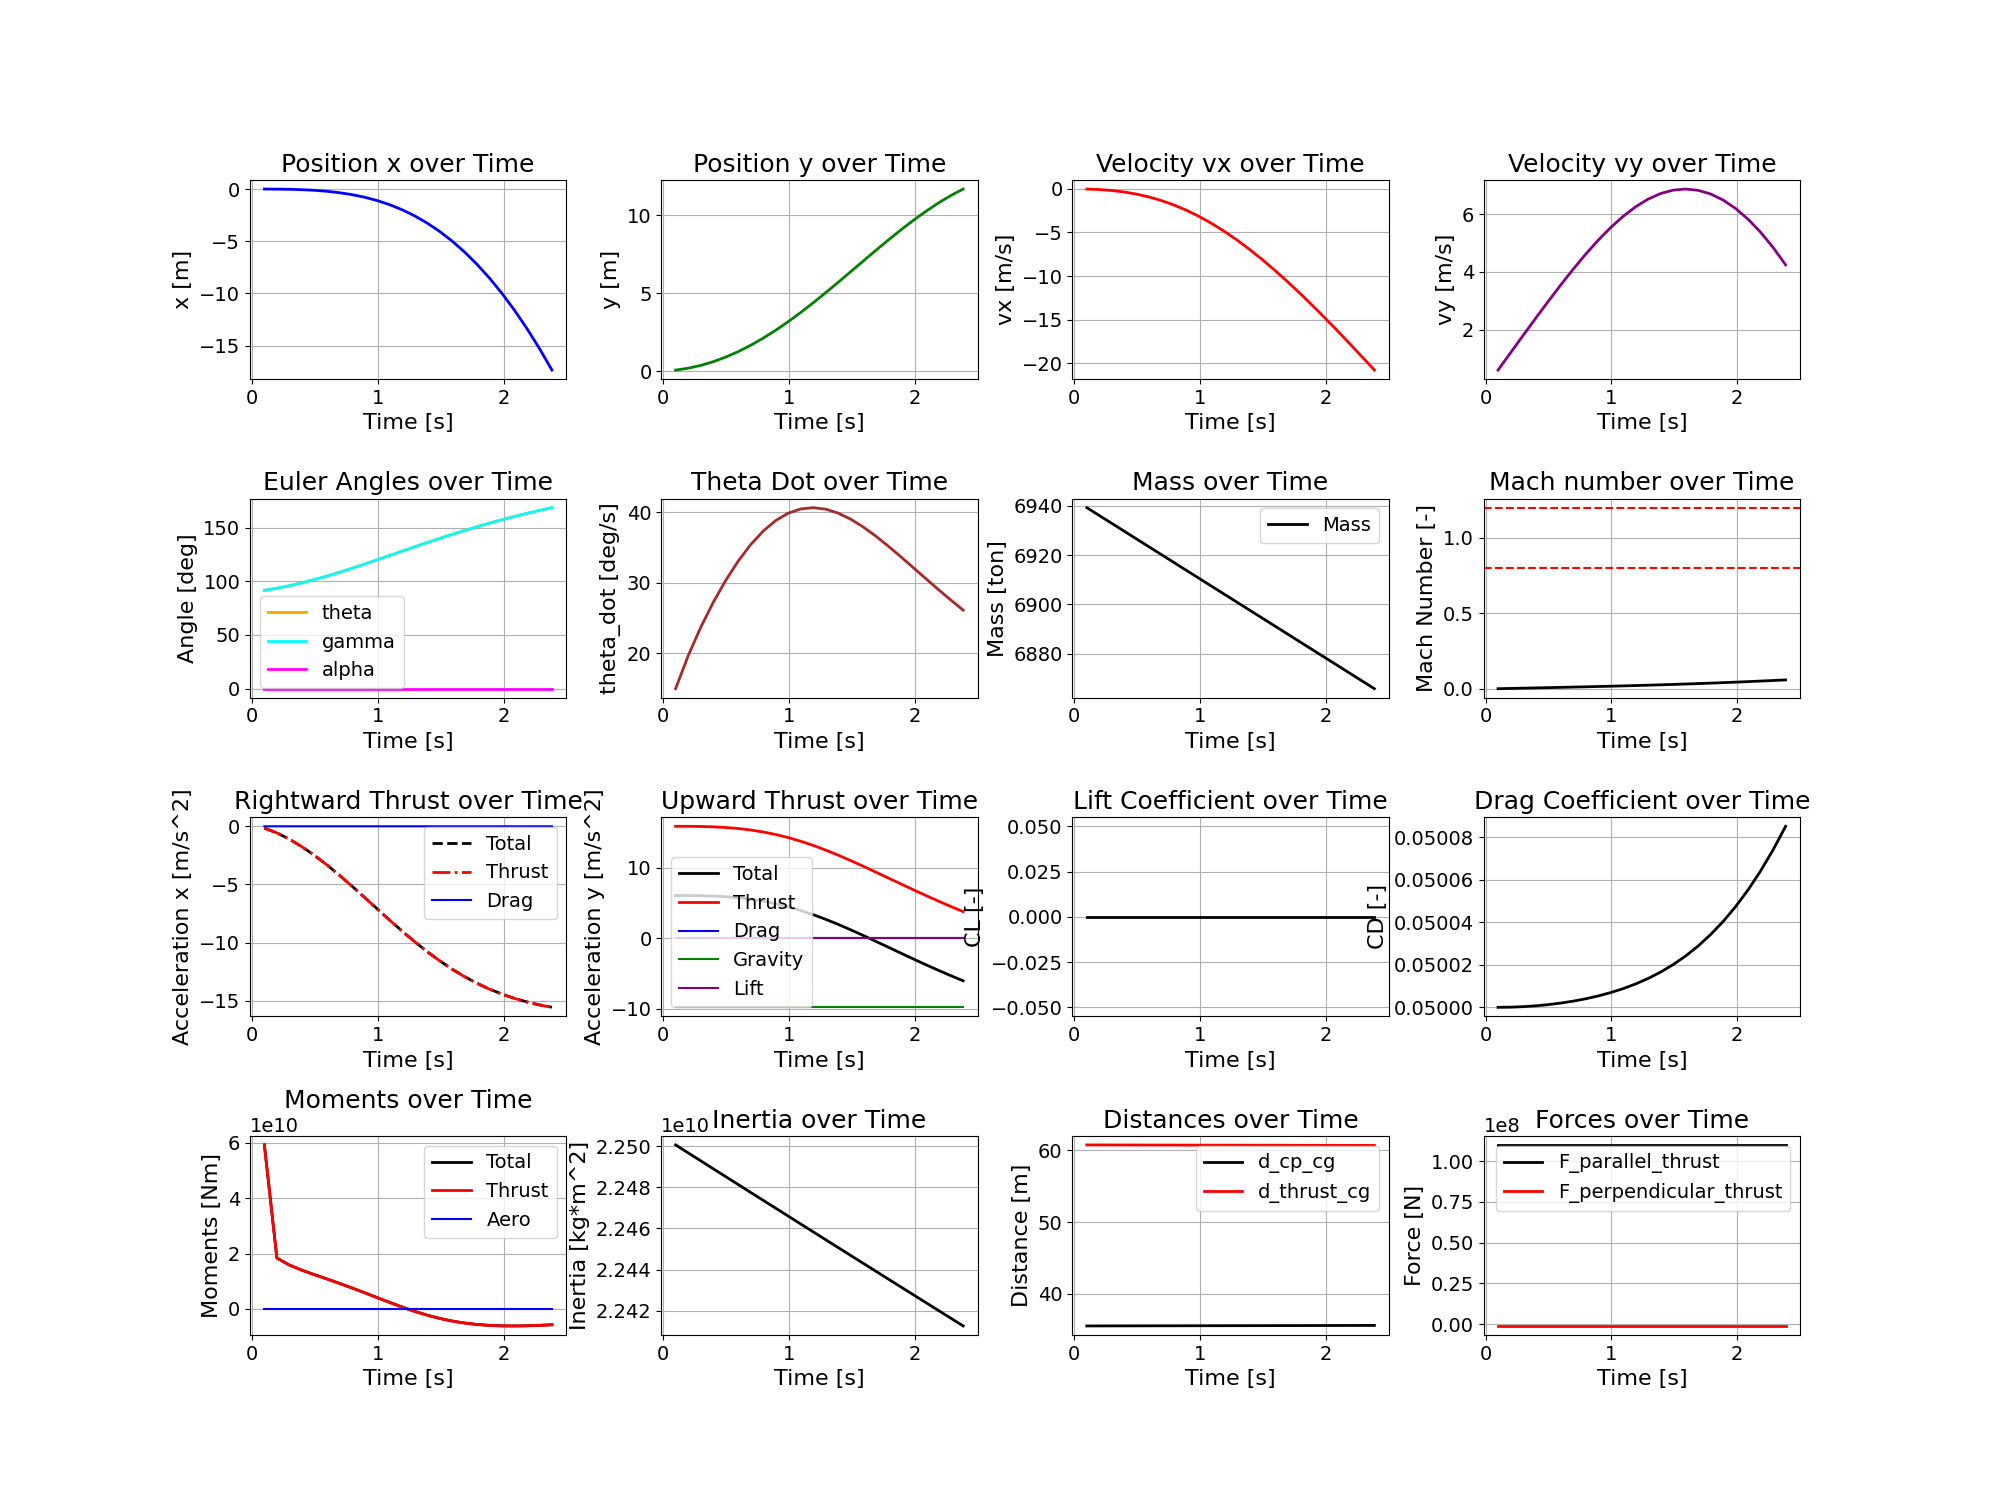 Position x over Time
x [m]
0
−5
−10
−15
0 1 2
Time [s]
Position y over Time
y [m]
10
5
0
0 1 2
Time [s]
Velocity vx over Time
vx [m/s]
0
−5
−10
−15
−20
0 1 2
Time [s]
Velocity vy over Time
vy [m/s]
6
4
2
0 1 2
Time [s]
Euler Angles over Time
Angle [deg]
150
100
50
0
theta
gamma
alpha
0 1 2
Time [s]
Theta Dot over Time
theta_dot [deg/s]
40
30
20
0 1 2
Time [s]
Mass over Time
Mass [ton]
6940
6920
6900
6880
Mass
0 1 2
Time [s]
Mach number over Time
Mach Number [-]
1.0
0.5
0.0
0 1 2
Time [s]
Rightward Thrust over Time
Acceleration x [m/s^2]
0
−5
−10
−15
Total
Thrust
Drag
0 1 2
Time [s]
Upward Thrust over Time
Acceleration y [m/s^2]
10
0
−10
Total
Thrust
Drag
Gravity
Lift
0 1 2
Time [s]
Lift Coefficient over Time
CL [-]
0.050
0.025
0.000
−0.025
−0.050
0 1 2
Time [s]
Drag Coefficient over Time
CD [-]
0.05008
0.05006
0.05004
0.05002
0.05000
0 1 2
Time [s]
Moments over Time
1e10
Moments [Nm]
6
4
2
0
Total
Thrust
Aero
0 1 2
Time [s]
Inertia over Time
1e10
Inertia [kg*m^2]
2.250
2.248
2.246
2.244
2.242
0 1 2
Time [s]
Distances over Time
Distance [m]
60
50
40
d_cp_cg
d_thrust_cg
0 1 2
Time [s]
Forces over Time
1e8
Force [N]
1.00
0.75
0.50
0.25
0.00
F_parallel_thrust
F_perpendicular_thrust
0 1 2
Time [s]